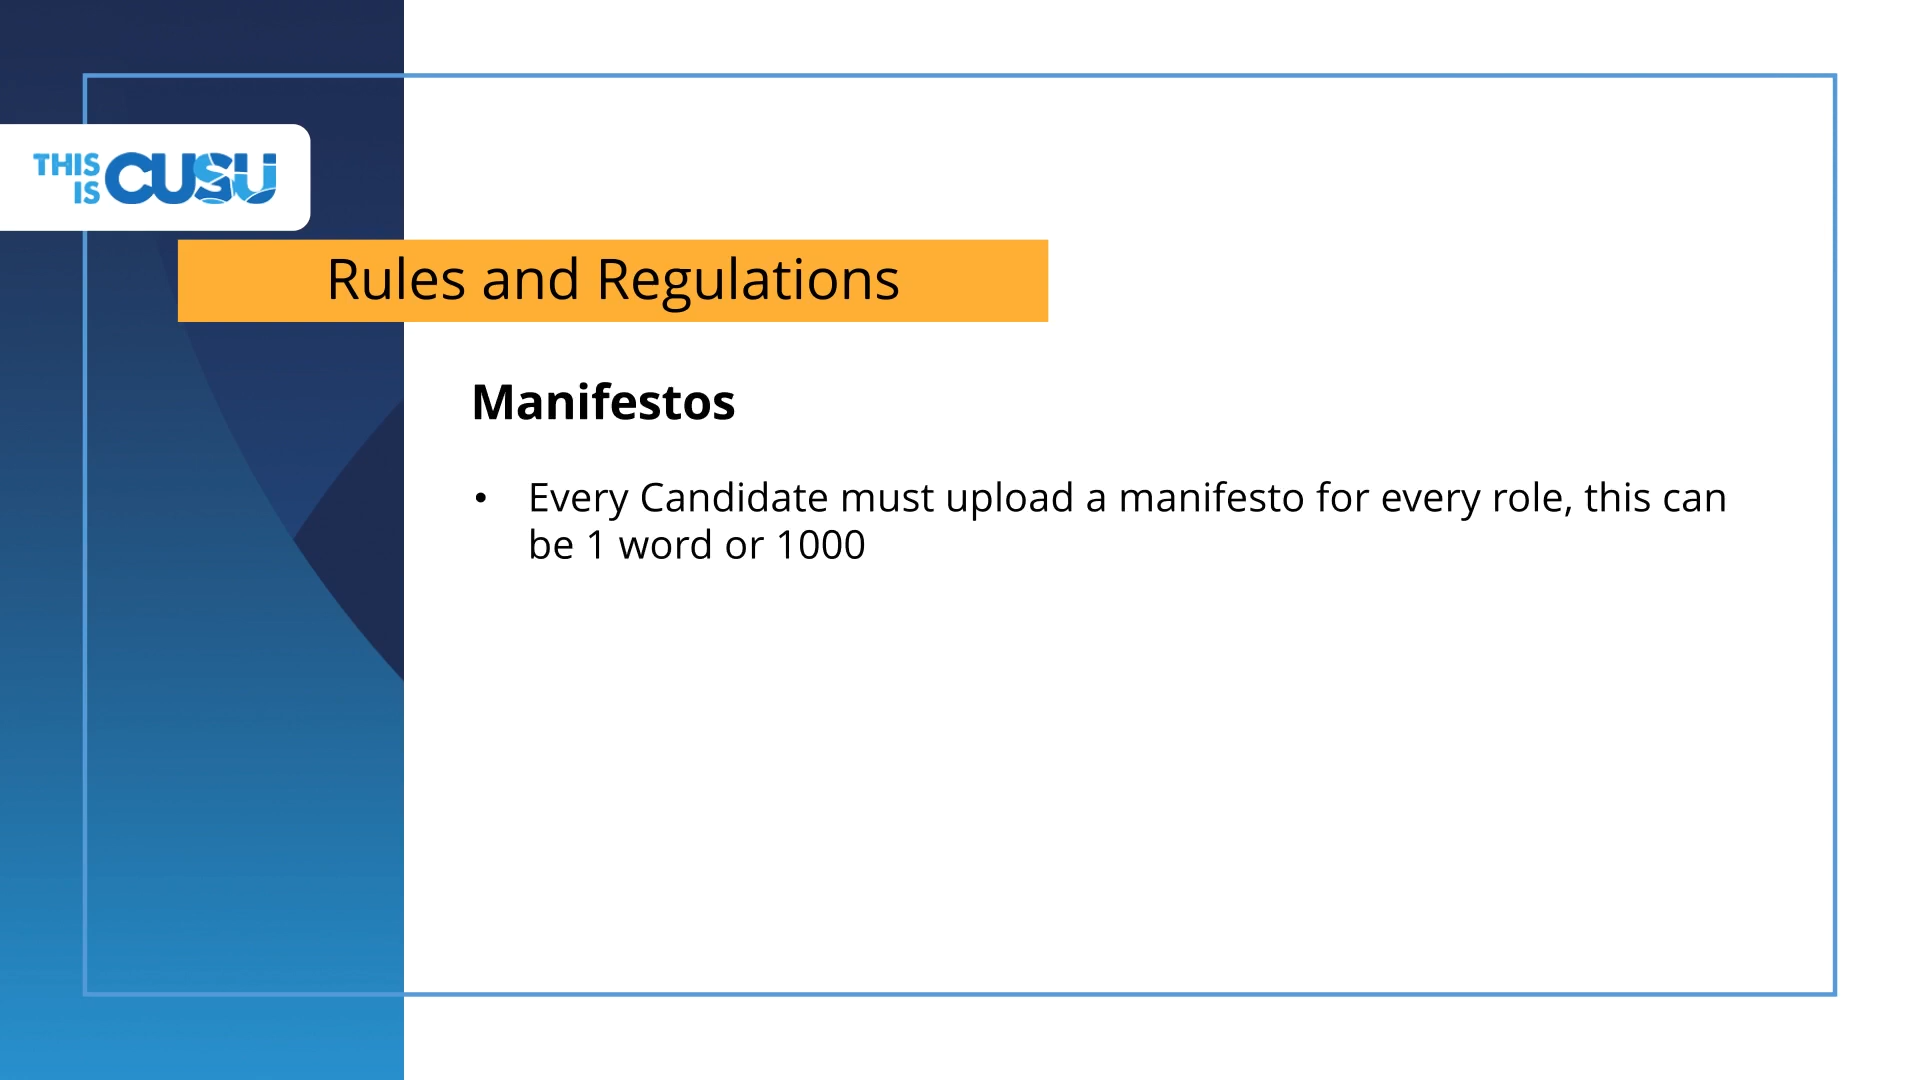 THIS
IS CUSU
Rules and Regulations
Manifestos
• Every Candidate must upload a manifesto for every role, this can
be 1 word or 1000